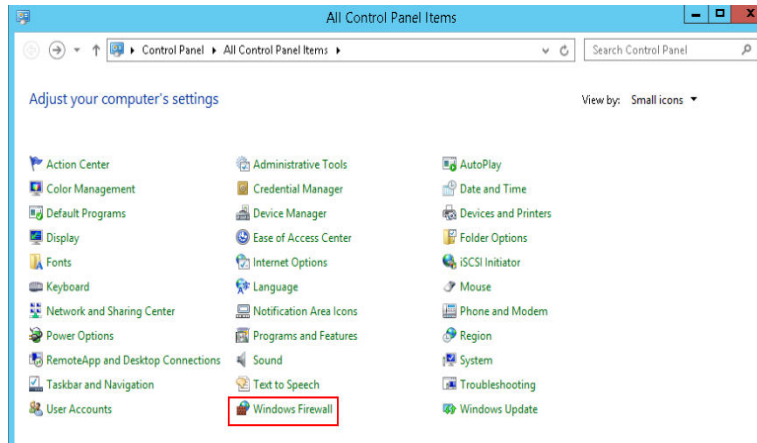 All Control Panel Items
Control Panel All Control Panel Items
Search Control Panel
Adjust your computer's settings
View by: Small icons
Action Center Administrative Tools AutoPlay
Color Management Credential Manager Date and Time
Default Programs Device Manager Devices and Printers
Display Ease of Access Center Folder Options
Fonts Internet Options iSCSI Initiator
Keyboard Language Mouse
Network and Sharing Center Notification Area Icons Phone and Modem
Power Options Programs and Features Region
RemoteApp and Desktop Connections Sound System
Taskbar and Navigation Text to Speech Troubleshooting
User Accounts Windows Firewall Windows Update